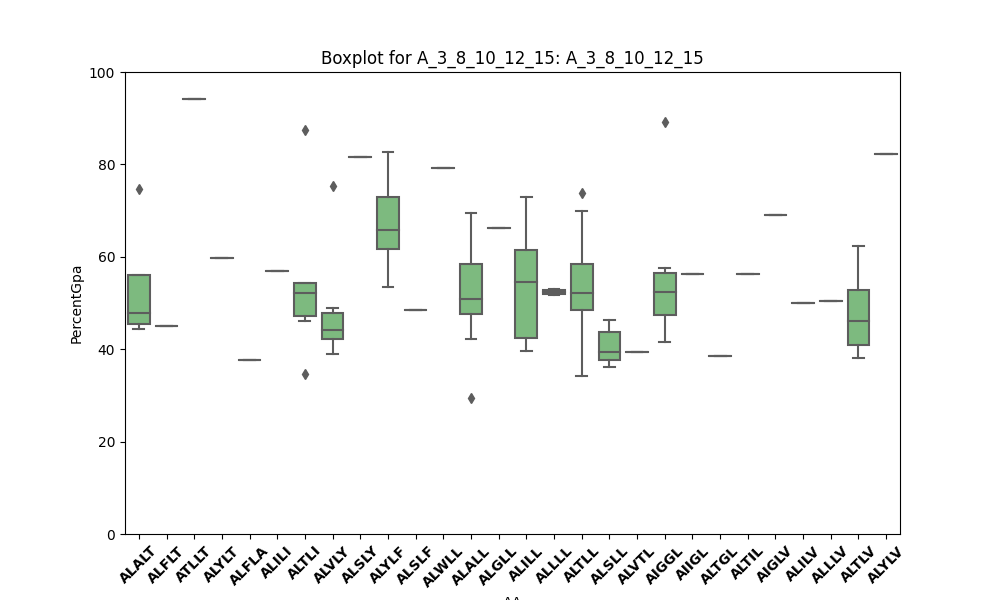 Boxplot for A_3_8_10_12_15: A_3_8_10_12_15
100
80
60
40
20
0
PercentGpa
ALALT
ALFLT
ATLLT
ALYLT
ALFLA
ALILI
ALTLI
ALVLY
ALSLY
ALYLF
ALSLF
ALWLL
ALALL
ALGLL
ALILL
ALLLL
ALTLL
ALSLL
ALVTL
AIGGL
AIIGL
ALTGL
ALTIL
AIGLV
ALILV
ALLLV
ALTLV
ALYLV